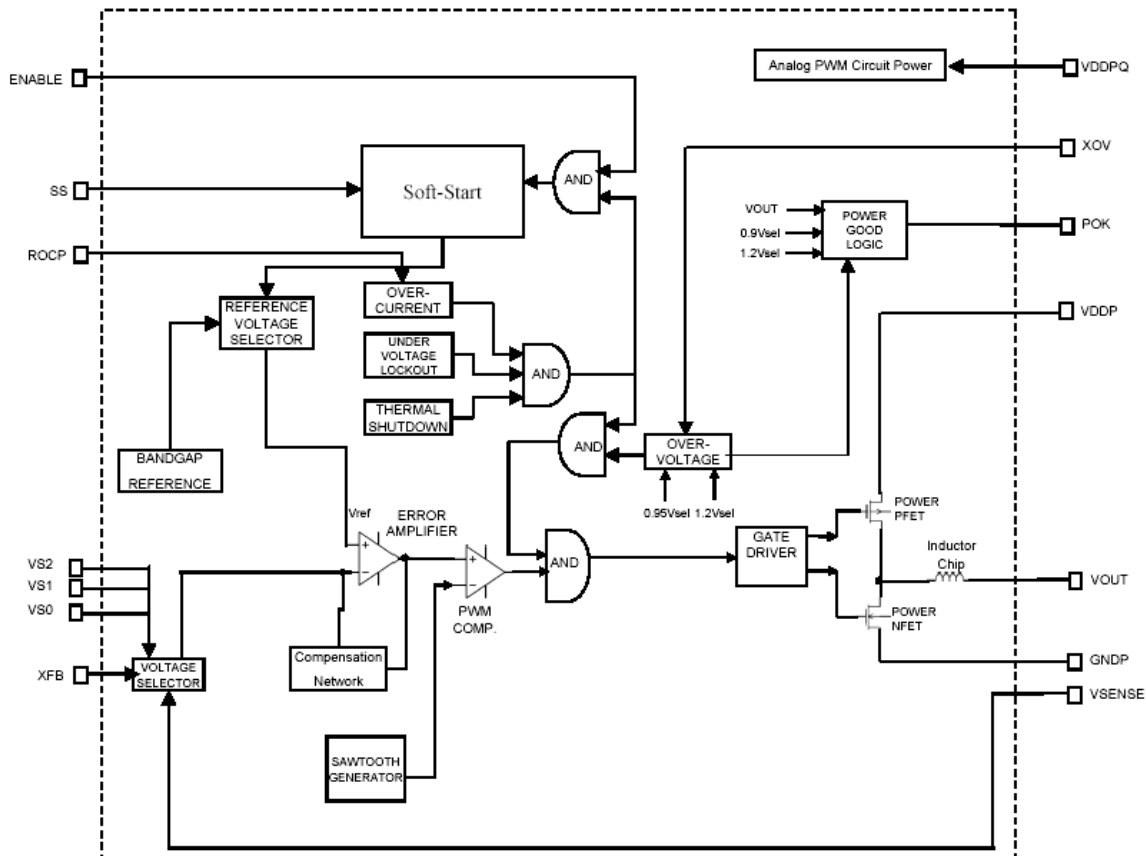 ENABLE
Analog PWM Circuit Power
VDDPQ
XOV
SS
Soft-Start
AND
VOUT
0.9Vsel
1.2Vsel
POWER
GOOD
LOGIC
POK
ROCP
OVER-
CURRENT
REFERENCE
VOLTAGE
SELECTOR
VDDP
UNDER
VOLTAGE
LOCKOUT
AND
THERMAL
SHUTDOWN
AND
OVER-
VOLTAGE
BANDGAP
REFERENCE
0.95Vsel
1.2Vsel
Vref
ERROR
AMPLIFIER
+
-
+
-
PWM
COMP.
AND
GATE
DRIVER
POWER
PFET
Inductor
Chip
VOUT
POWER
NFET
VS2
VS1
VS0
XFB
VOLTAGE
SELECTOR
Compensation
Network
GNDP
VSENSE
SAWTOOTH
GENERATOR